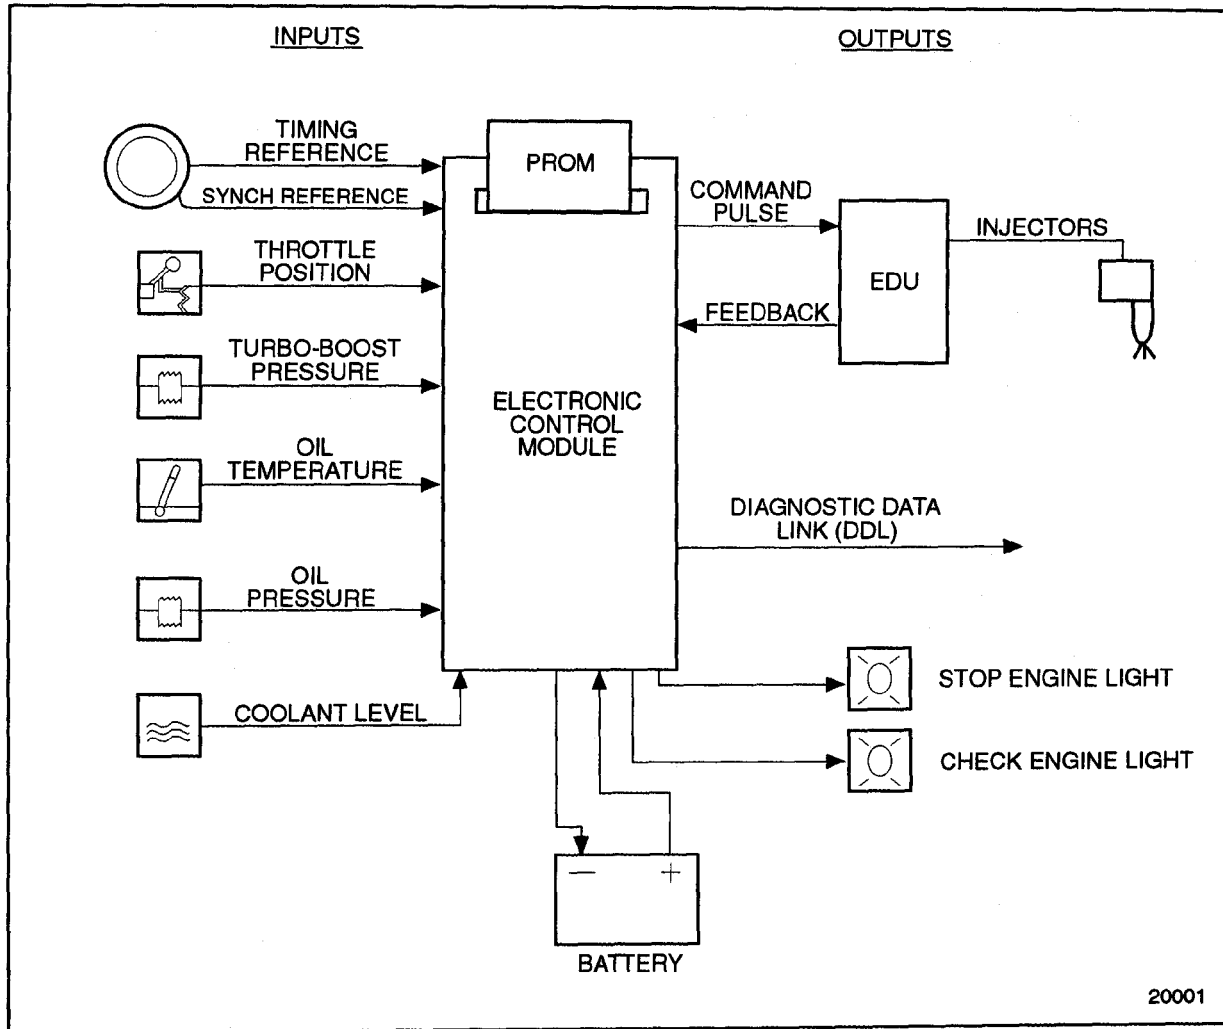 INPUTS
OUTPUTS
TIMING
REFERENCE
SYNCH REFERENCE
THROTTLE
POSITION
TURBO-BOOST
PRESSURE
OIL
TEMPERATURE
OIL
PRESSURE
COOLANT LEVEL
PROM
ELECTRONIC
CONTROL
MODULE
COMMAND
PULSE
FEEDBACK
EDU
INJECTORS
DIAGNOSTIC DATA
LINK (DDL)
STOP ENGINE LIGHT
CHECK ENGINE LIGHT
— +
BATTERY
20001